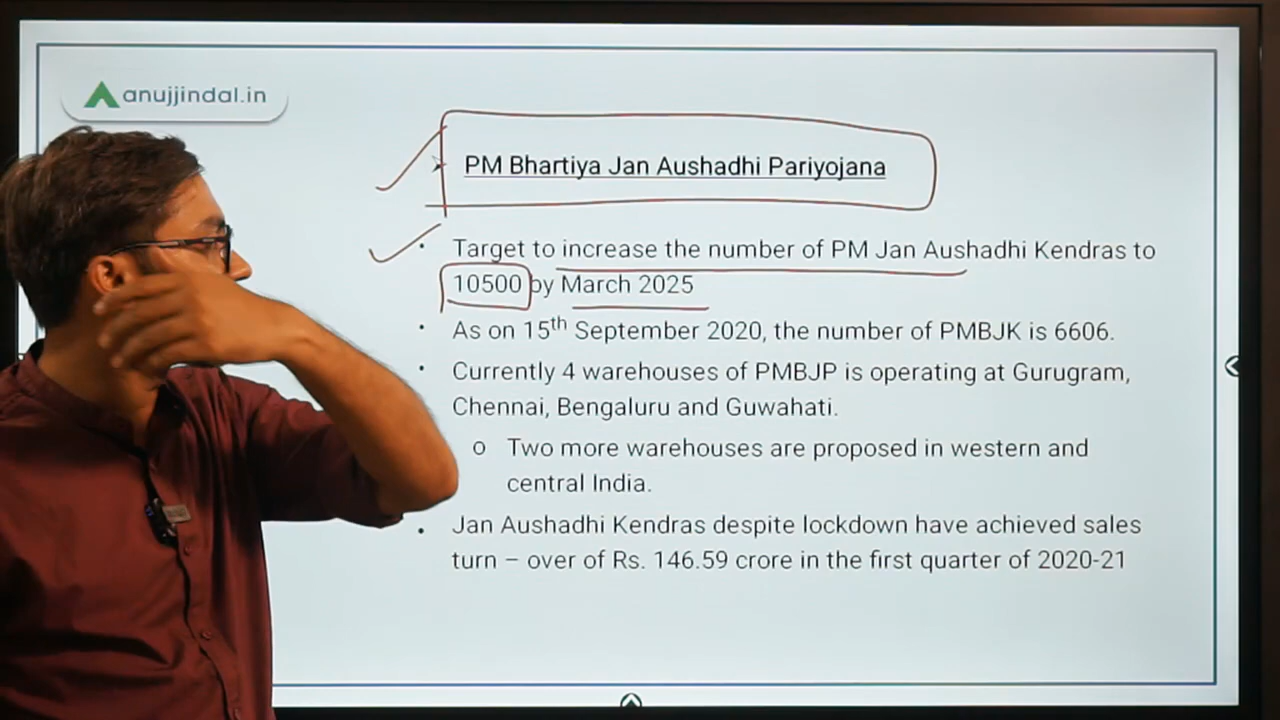 anujjindal.in
PM Bhartiya Jan Aushadhi Pariyojana
Target to increase the number of PM Jan Aushadhi Kendras to
10500 by March 2025
As on 15th September 2020, the number of PMBJK is 6606.
Currently 4 warehouses of PMBJP is operating at Gurugram,
Chennai, Bengaluru and Guwahati.
o Two more warehouses are proposed in western and
central India.
Jan Aushadhi Kendras despite lockdown have achieved sales
turn – over of Rs. 146.59 crore in the first quarter of 2020-21